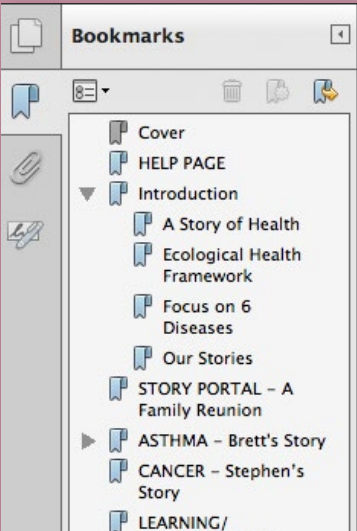 Bookmarks
Cover
HELP PAGE
Introduction
A Story of Health
Ecological Health
Framework
Focus on 6
Diseases
Our Stories
STORY PORTAL – A
Family Reunion
ASTHMA – Brett's Story
CANCER – Stephen's
Story
LEARNING/